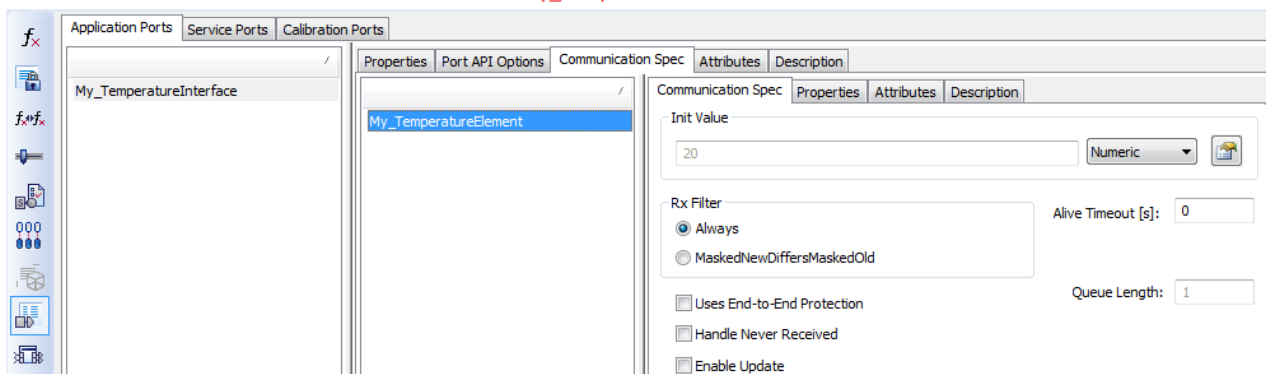 Application Ports Service Ports Calibration Ports
Properties Port API Options Communication Spec Attributes Description
My_TemperatureInterface
My_TemperatureElement
Communication Spec Properties Attributes Description
Init Value
20 Numeric
Rx Filter
Always
MaskedNewDiffersMaskedOld
Alive Timeout [s]: 0
Queue Length: 1
Uses End-to-End Protection
Handle Never Received
Enable Update